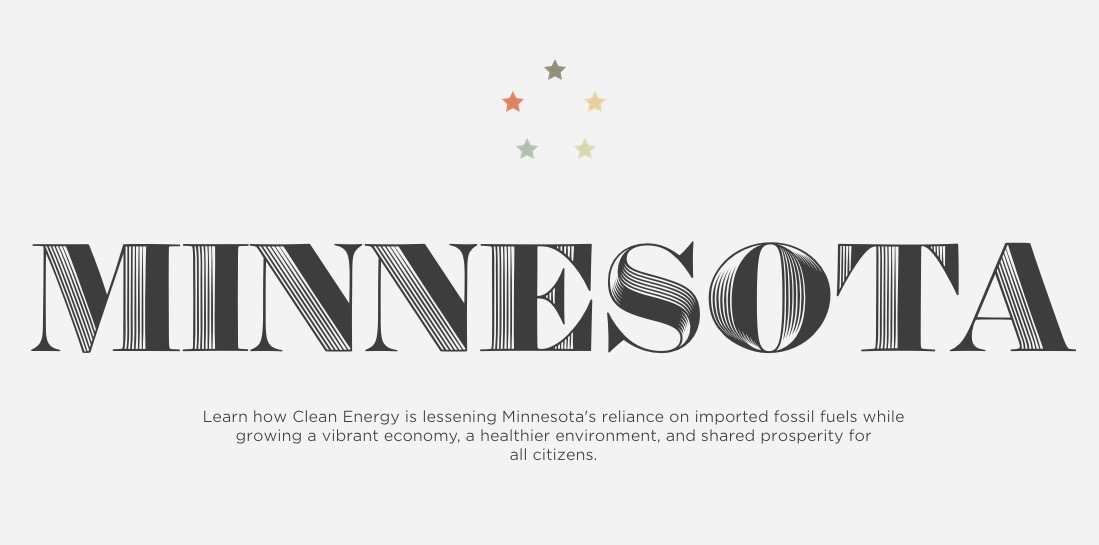 MINNESOTA
Learn how Clean Energy is lessening Minnesota's reliance on imported fossil fuels while
growing a vibrant economy, a healthier environment, and shared prosperity for
all citizens.